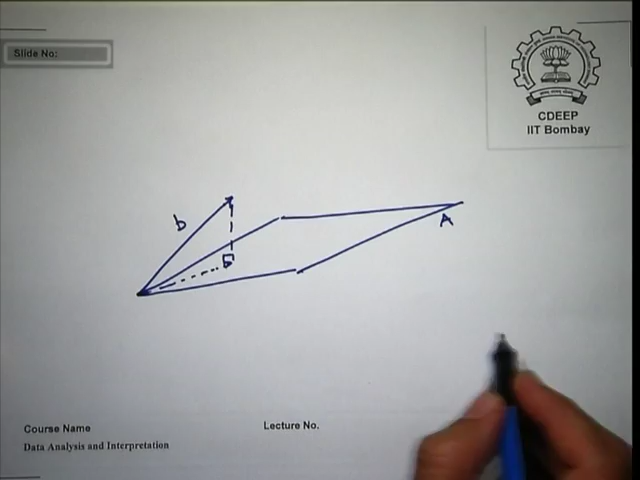 Slide No:
CDEEP
IIT Bombay
b
A
Course Name
Lecture No.
Data Analysis and Interpretation